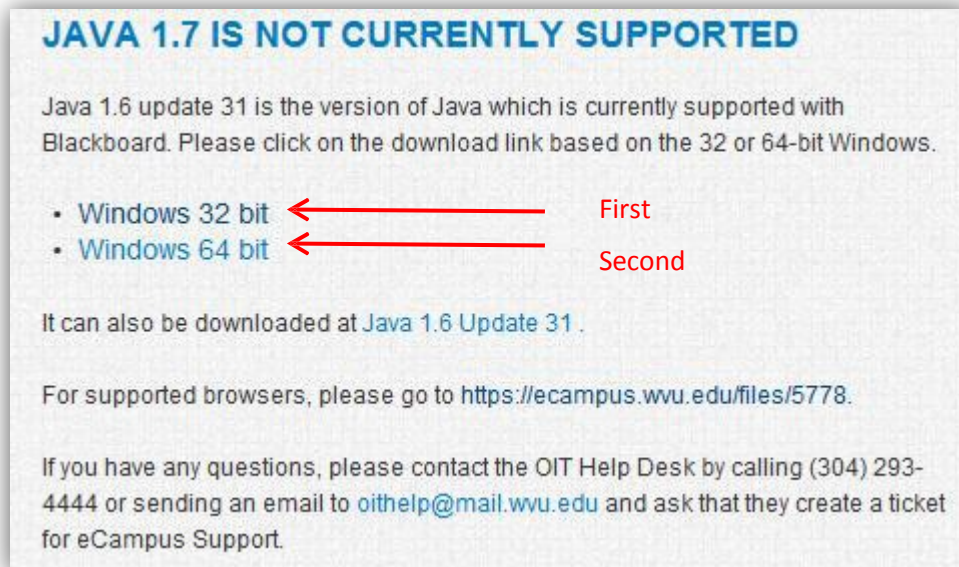 JAVA 1.7 IS NOT CURRENTLY SUPPORTED
Java 1.6 update 31 is the version of Java which is currently supported with
Blackboard. Please click on the download link based on the 32 or 64-bit Windows.
• Windows 32 bit First
• Windows 64 bit Second
It can also be downloaded at Java 1.6 Update 31 .
For supported browsers, please go to https://ecampus.wvu.edu/files/5778.
If you have any questions, please contact the OIT Help Desk by calling (304) 293-
4444 or sending an email to oithelp@mail.wvu.edu and ask that they create a ticket
for eCampus Support.